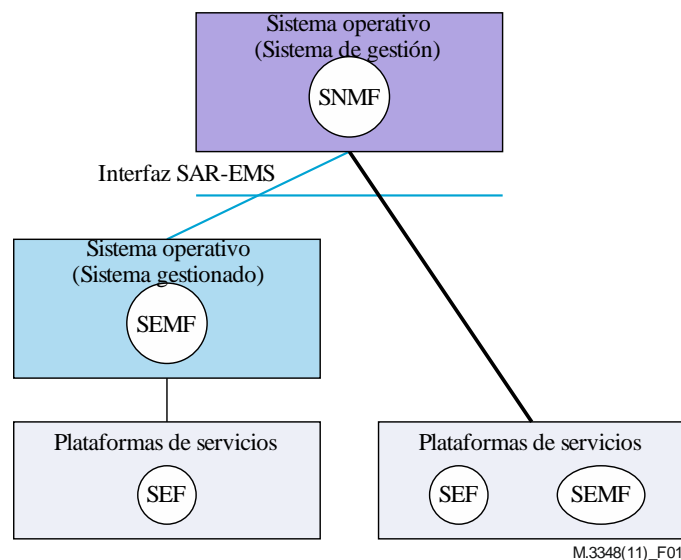 Sistema operativo
(Sistema de gestión)
SNMF
Interfaz SAR-EMS
Sistema operativo
(Sistema gestionado)
SEMF
Plataformas de servicios
SEF
Plataformas de servicios
SEF
SEMF
M.3348(11)_F01